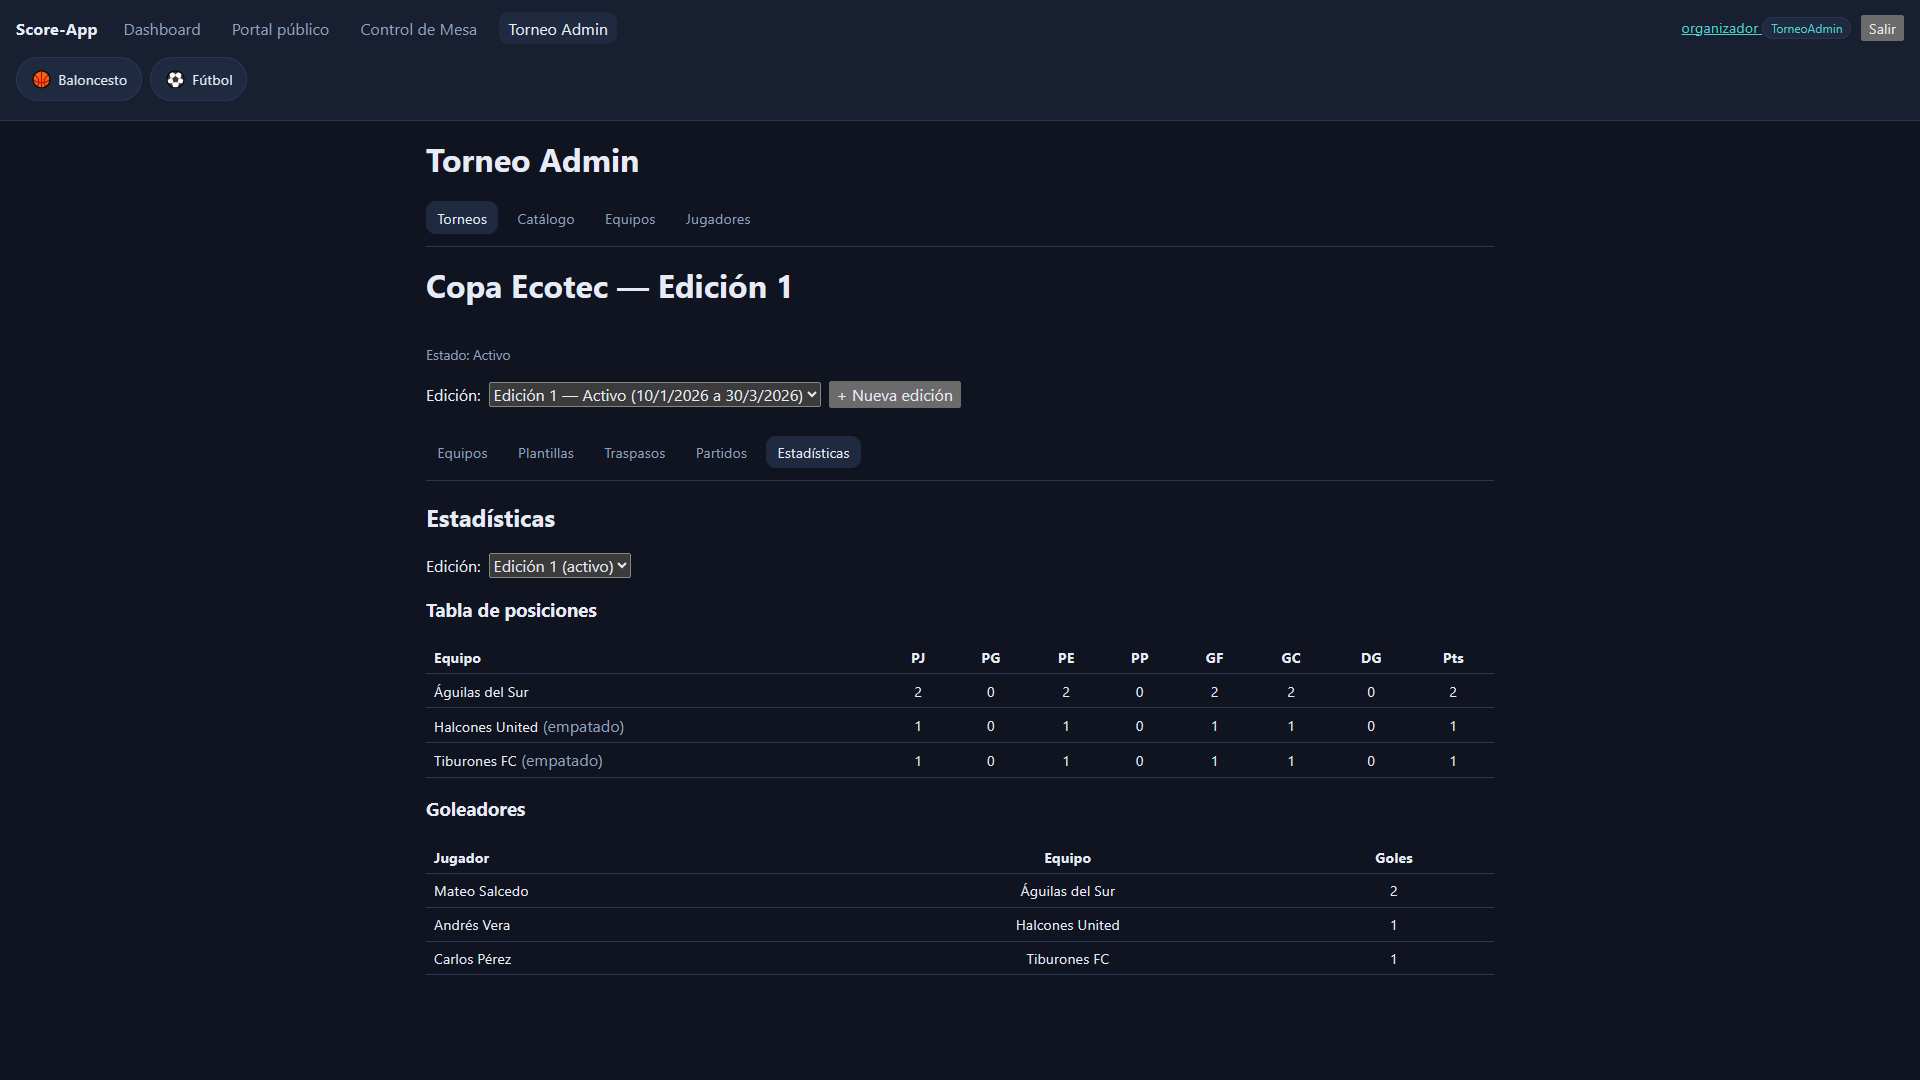 Score-App Dashboard Portal público Control de Mesa Torneo Admin organizador TorneoAdmin Salir
Baloncesto Fútbol
Torneo Admin
Torneos Catálogo Equipos Jugadores
Copa Ecotec — Edición 1
Estado: Activo
Edición: Edición 1 — Activo (10/1/2026 a 30/3/2026) + Nueva edición
Equipos Plantillas Traspasos Partidos Estadísticas
Estadísticas
Edición: Edición 1 (activo)
Tabla de posiciones
Equipo PJ PG PE PP GF GC DG Pts
Águilas del Sur 2 0 2 0 2 2 0 2
Halcones United (empatado) 1 0 1 0 1 1 0 1
Tiburones FC (empatado) 1 0 1 0 1 1 0 1
Goleadores
Jugador Equipo Goles
Mateo Salcedo Águilas del Sur 2
Andrés Vera Halcones United 1
Carlos Pérez Tiburones FC 1